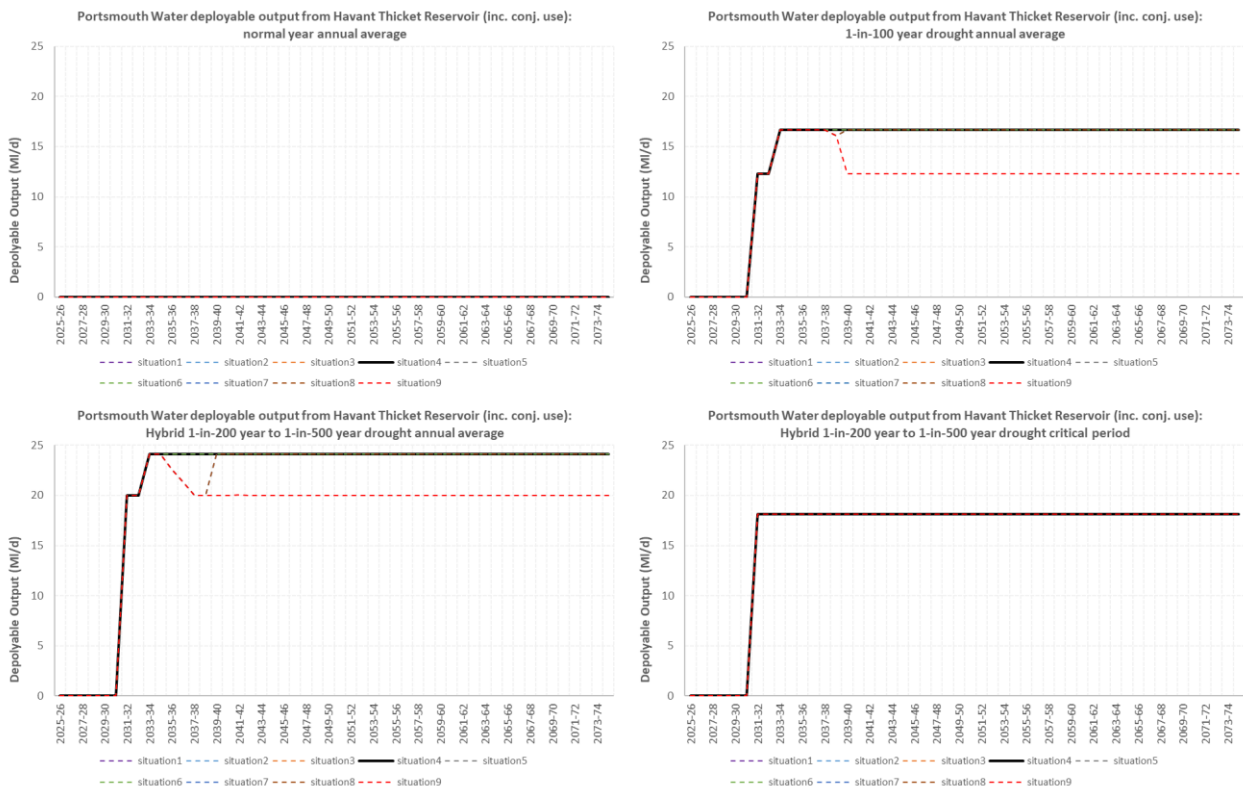 Portsmouth Water deployable output from Havant Thicket Reservoir (inc. conj. use):
normal year annual average
Depolyable Output (Ml/d)
25
20
15
10
5
0
2025-26 2027-28 2029-30 2031-32 2033-34 2035-36 2037-38 2039-40 2041-42 2043-44 2045-46 2047-48 2049-50 2051-52 2053-54 2055-56 2057-58 2059-60 2061-62 2063-64 2065-66 2067-68 2069-70 2071-72 2073-74
situation1 situation2 situation3 situation4 situation5
situation6 situation7 situation8 situation9
Portsmouth Water deployable output from Havant Thicket Reservoir (inc. conj. use):
1-in-100 year drought annual average
Depolyable Output (Ml/d)
25
20
15
10
5
0
2025-26 2027-28 2029-30 2031-32 2033-34 2035-36 2037-38 2039-40 2041-42 2043-44 2045-46 2047-48 2049-50 2051-52 2053-54 2055-56 2057-58 2059-60 2061-62 2063-64 2065-66 2067-68 2069-70 2071-72 2073-74
situation1 situation2 situation3 situation4 situation5
situation6 situation7 situation8 situation9
Portsmouth Water deployable output from Havant Thicket Reservoir (inc. conj. use):
Hybrid 1-in-200 year to 1-in-500 year drought annual average
Depolyable Output (Ml/d)
25
20
15
10
5
0
2025-26 2027-28 2029-30 2031-32 2033-34 2035-36 2037-38 2039-40 2041-42 2043-44 2045-46 2047-48 2049-50 2051-52 2053-54 2055-56 2057-58 2059-60 2061-62 2063-64 2065-66 2067-68 2069-70 2071-72 2073-74
situation1 situation2 situation3 situation4 situation5
situation6 situation7 situation8 situation9
Portsmouth Water deployable output from Havant Thicket Reservoir (inc. conj. use):
Hybrid 1-in-200 year to 1-in-500 year drought critical period
Depolyable Output (Ml/d)
25
20
15
10
5
0
2025-26 2027-28 2029-30 2031-32 2033-34 2035-36 2037-38 2039-40 2041-42 2043-44 2045-46 2047-48 2049-50 2051-52 2053-54 2055-56 2057-58 2059-60 2061-62 2063-64 2065-66 2067-68 2069-70 2071-72 2073-74
situation1 situation2 situation3 situation4 situation5
situation6 situation7 situation8 situation9